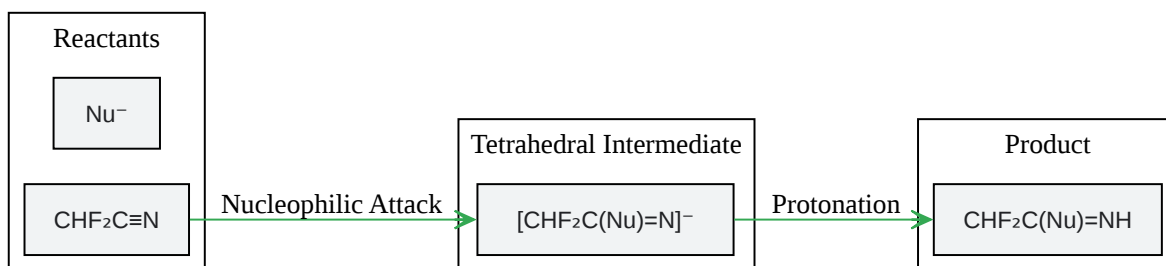 Reactants
Nu⁻
CHF₂C≡N
Nucleophilic Attack
Tetrahedral Intermediate
[CHF₂C(Nu)=N]⁻
Protonation
Product
CHF₂C(Nu)=NH